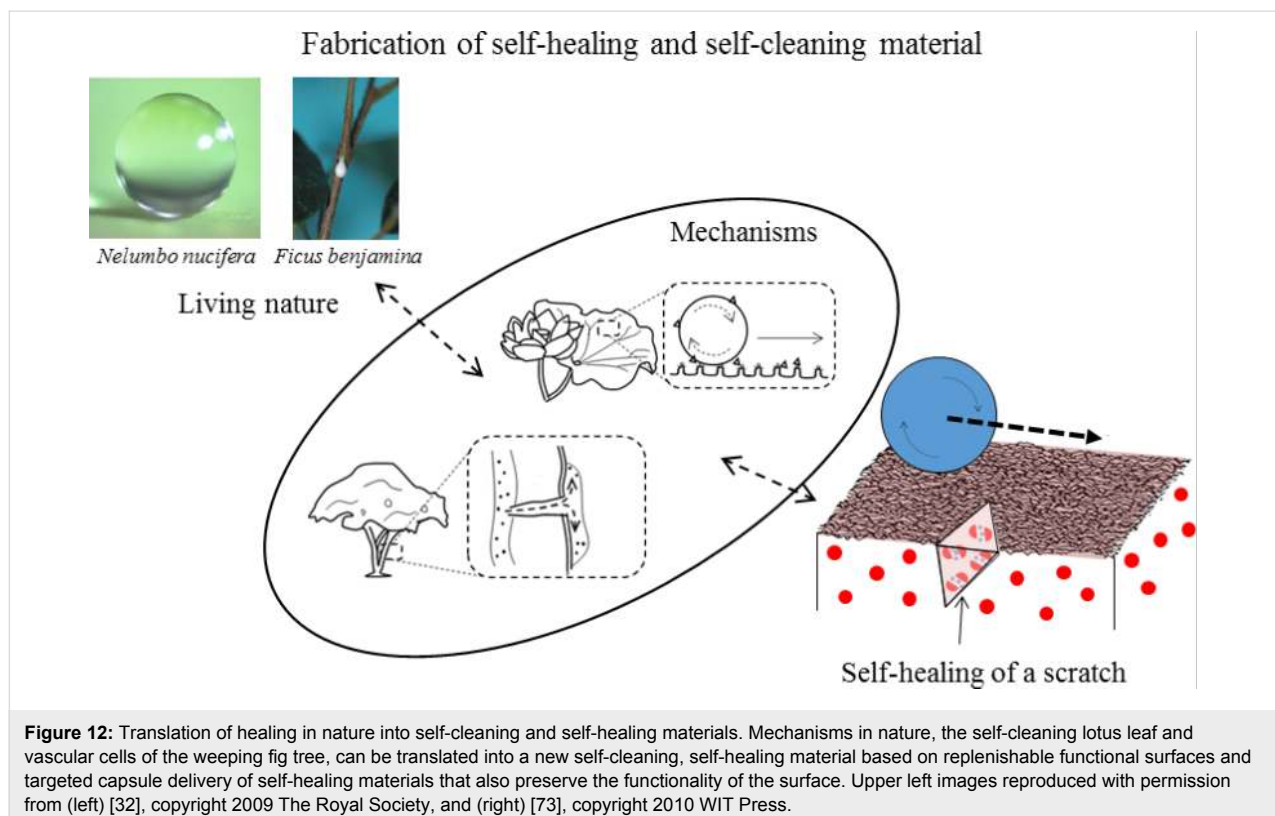 Fabrication of self-healing and self-cleaning material
Nelumbo nucifera Ficus benjamina
Living nature
Mechanisms
Self-healing of a scratch
Figure 12: Translation of healing in nature into self-cleaning and self-healing materials. Mechanisms in nature, the self-cleaning lotus leaf and
vascular cells of the weeping fig tree, can be translated into a new self-cleaning, self-healing material based on replenishable functional surfaces and
targeted capsule delivery of self-healing materials that also preserve the functionality of the surface. Upper left images reproduced with permission
from (left) [32], copyright 2009 The Royal Society, and (right) [73], copyright 2010 WIT Press.